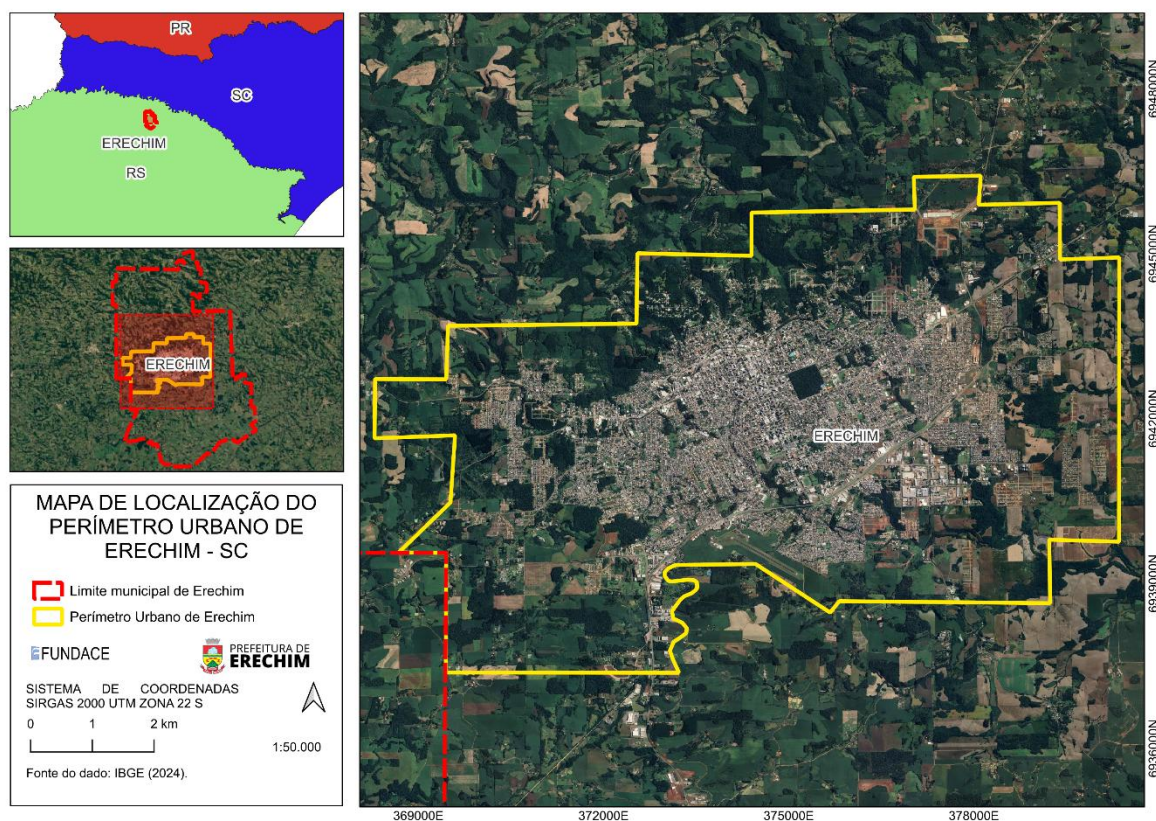 PR
SC
ERECHIM
RS
ERECHIM
MAPA DE LOCALIZAÇÃO DO
PERÍMETRO URBANO DE
ERECHIM - SC
Limite municipal de Erechim
Perímetro Urbano de Erechim
FUNDACE
PREFEITURA DE
ERECHIM
SISTEMA DE COORDENADAS
SIRGAS 2000 UTM ZONA 22 S
0 1 2 km
1:50.000
Fonte do dado: IBGE (2024).
ERECHIM
6948000N
6945000N
6942000N
6939000N
6936000N
369000E 372000E 375000E 378000E